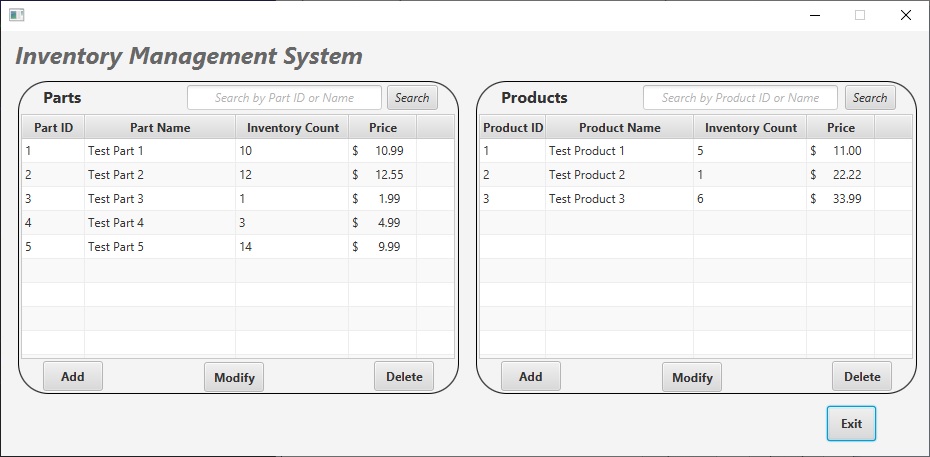 Inventory Management System
Parts Search by Part ID or Name Search
Part ID Part Name Inventory Count Price
1 Test Part 1 10 $ 10.99
2 Test Part 2 12 $ 12.55
3 Test Part 3 1 $ 1.99
4 Test Part 4 3 $ 4.99
5 Test Part 5 14 $ 9.99
Add Modify Delete
Products Search by Product ID or Name Search
Product ID Product Name Inventory Count Price
1 Test Product 1 5 $ 11.00
2 Test Product 2 1 $ 22.22
3 Test Product 3 6 $ 33.99
Add Modify Delete
Exit